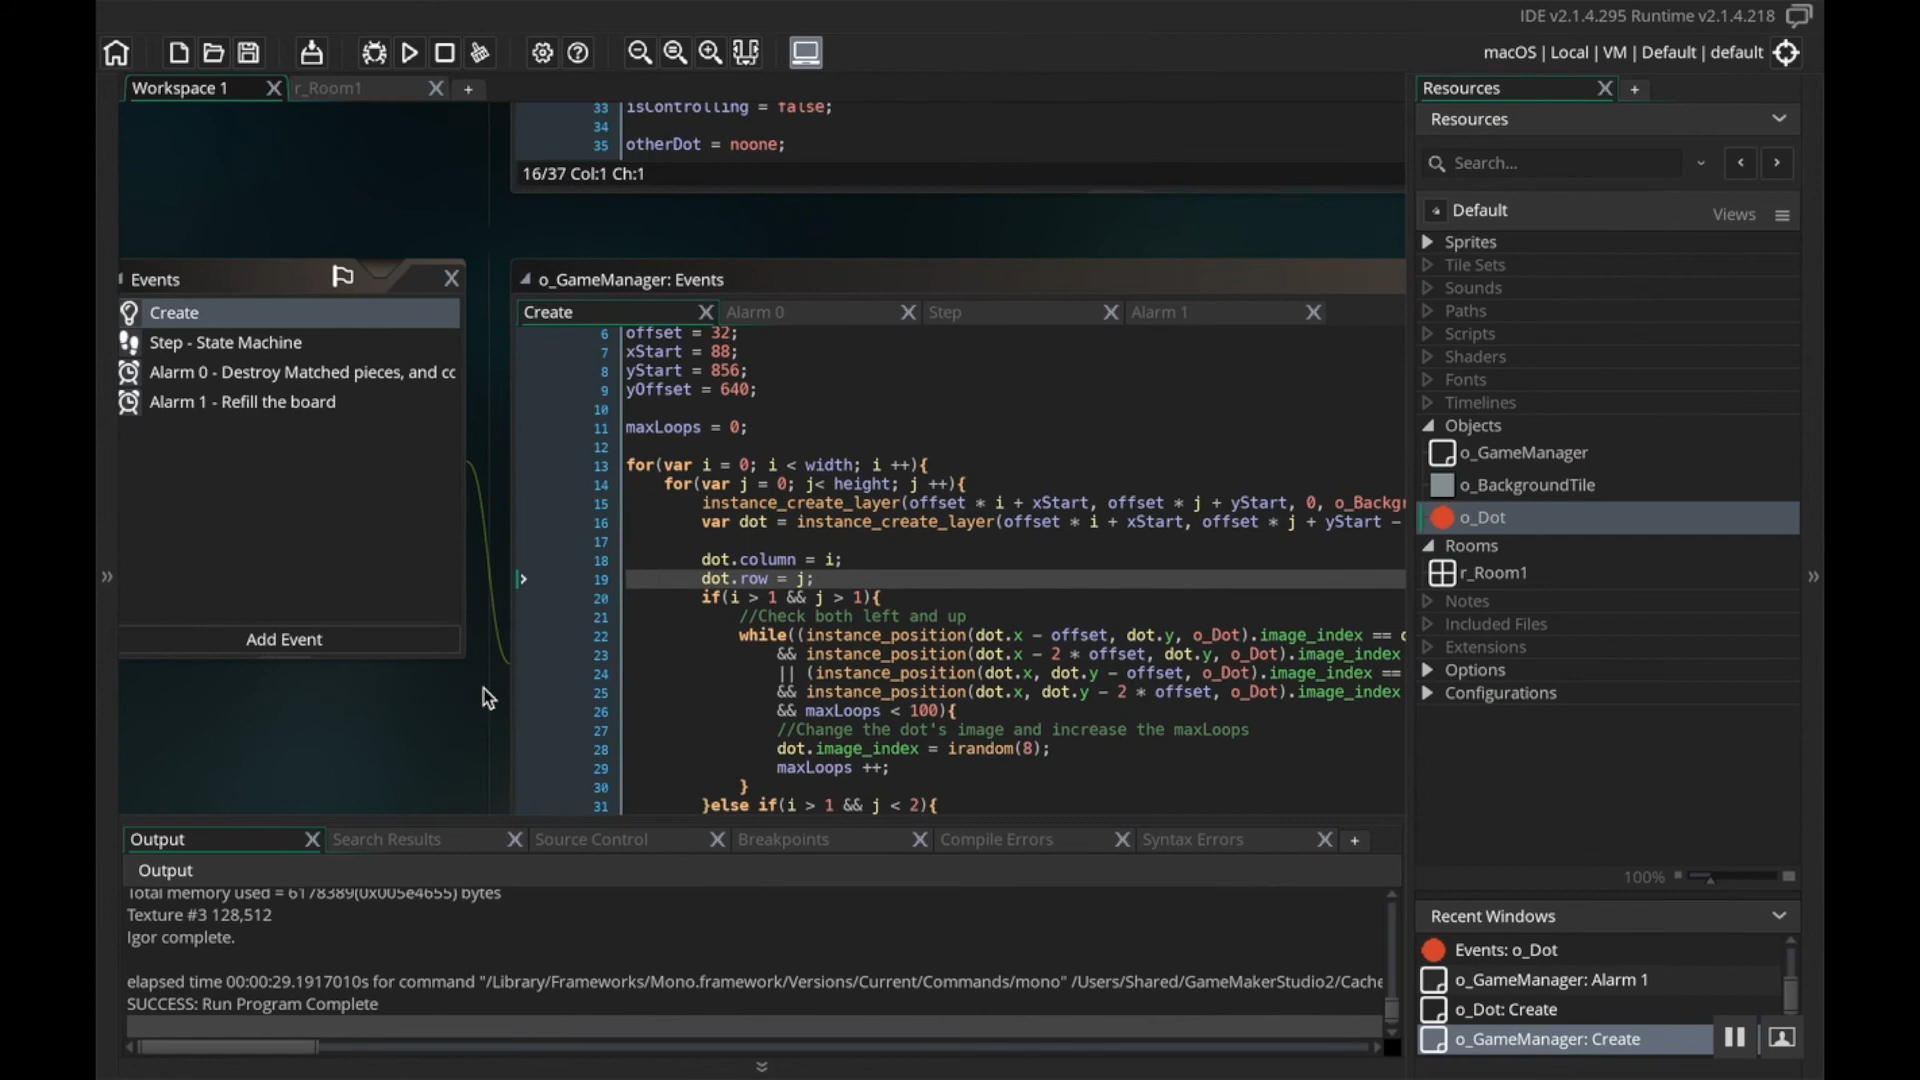 IDE v2.1.4.295 Runtime v2.1.4.218
macOS | Local | VM | Default | default
Workspace 1
r_Room1
33 isControlling = false;
34
35 otherDot = noone;
16/37 Col:1 Ch:1
Events
Create
Step - State Machine
Alarm 0 - Destroy Matched pieces, and cc
Alarm 1 - Refill the board
Add Event
o_GameManager: Events
Create
Alarm 0
Step
Alarm 1
6 offset = 32;
7 xStart = 88;
8 yStart = 856;
9 yOffset = 640;
10
11 maxLoops = 0;
12
13 for(var i = 0; i < width; i ++){
14 for(var j = 0; j< height; j ++){
15 instance_create_layer(offset * i + xStart, offset * j + yStart, 0, o_Backgr
16 var dot = instance_create_layer(offset * i + xStart, offset * j + yStart -
17
18 dot.column = i;
19 dot.row = j;
20 if(i > 1 && j > 1){
21 //Check both left and up
22 while((instance_position(dot.x - offset, dot.y, o_Dot).image_index == d
23 && instance_position(dot.x - 2 * offset, dot.y, o_Dot).image_index
24 || (instance_position(dot.x, dot.y - offset, o_Dot).image_index ==
25 && instance_position(dot.x, dot.y - 2 * offset, o_Dot).image_index
26 && maxLoops < 100){
27 //Change the dot's image and increase the maxLoops
28 dot.image_index = irandom(8);
29 maxLoops ++;
30 }
31 }else if(i > 1 && j < 2){
Output
Search Results
Source Control
Breakpoints
Compile Errors
Syntax Errors
Output
Total memory used = 6178389(0x005e4655) bytes
Texture #3 128,512
Igor complete.
elapsed time 00:00:29.1917010s for command "/Library/Frameworks/Mono.framework/Versions/Current/Commands/mono" /Users/Shared/GameMakerStudio2/Cache
SUCCESS: Run Program Complete
Resources
Resources
Search...
Default
Views
Sprites
Tile Sets
Sounds
Paths
Scripts
Shaders
Fonts
Timelines
Objects
o_GameManager
o_BackgroundTile
o_Dot
Rooms
r_Room1
Notes
Included Files
Extensions
Options
Configurations
100%
Recent Windows
Events: o_Dot
o_GameManager: Alarm 1
o_Dot: Create
o_GameManager: Create